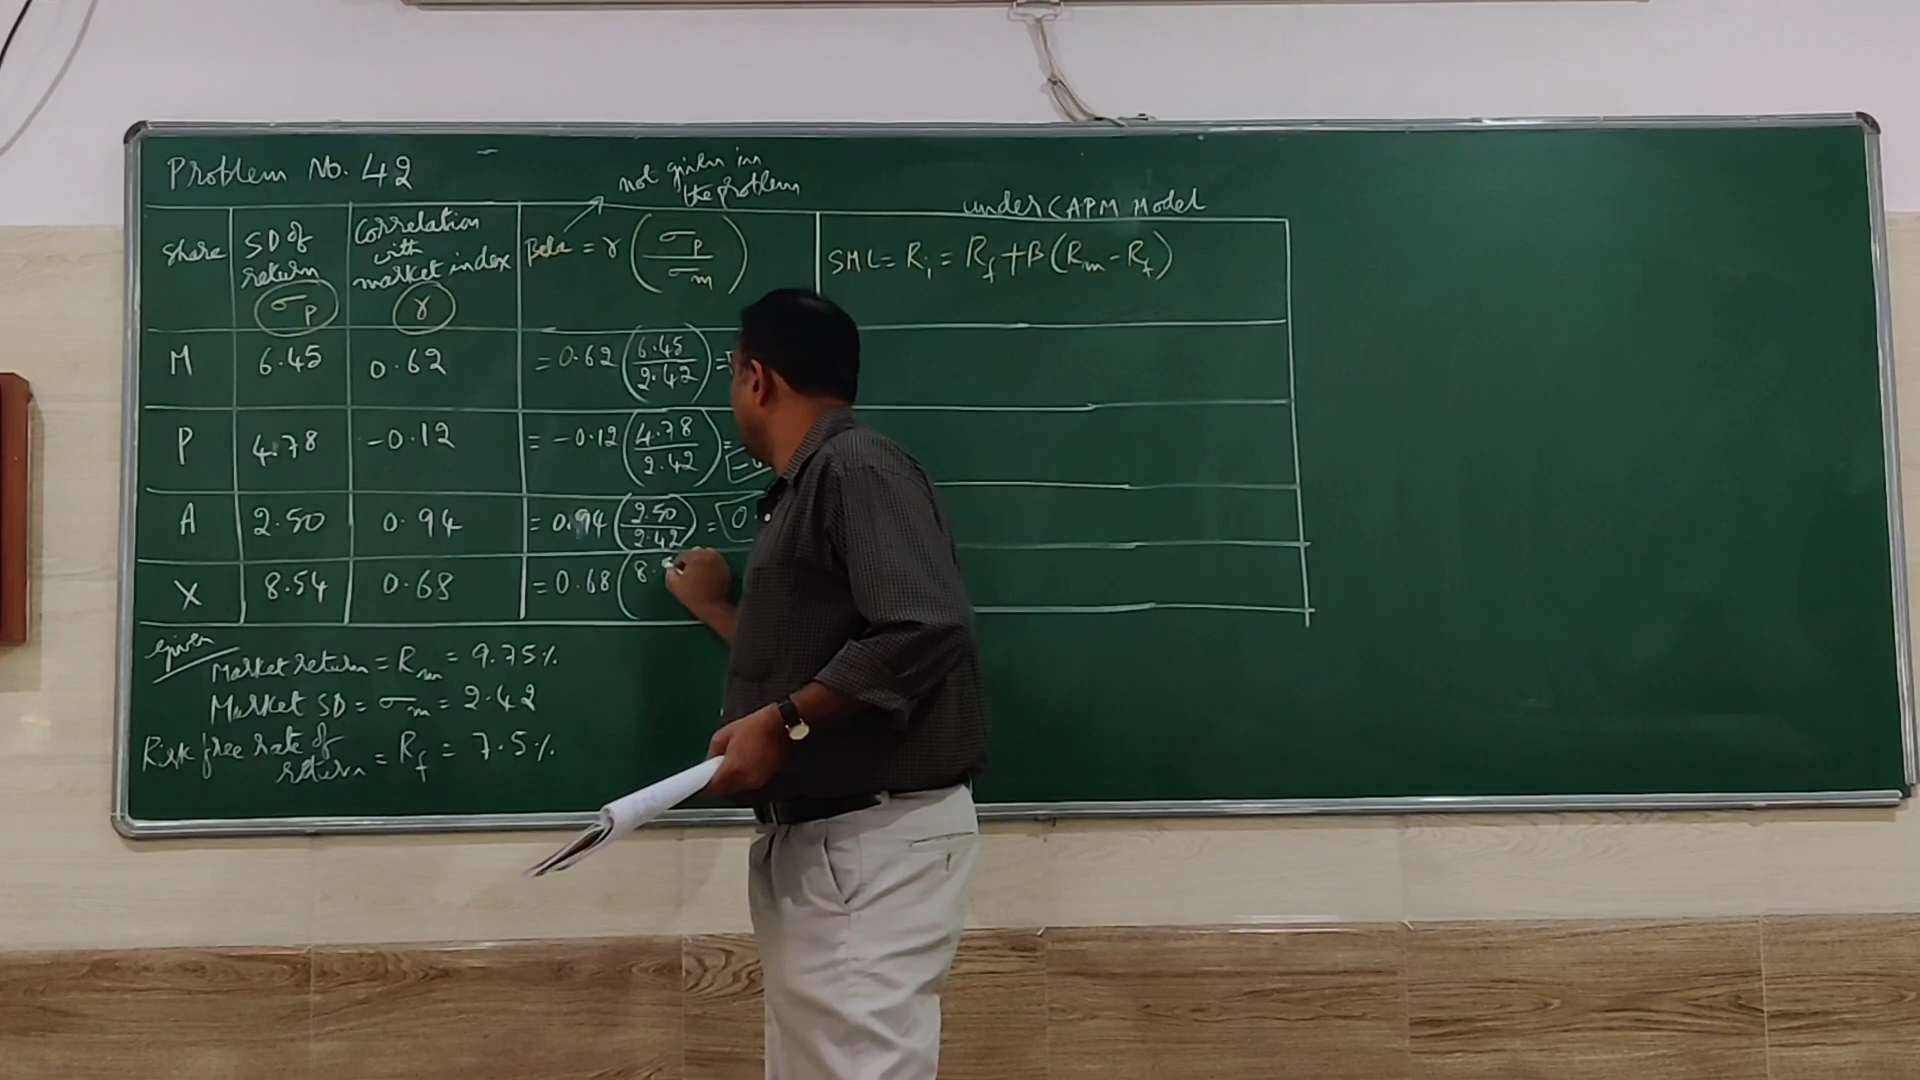 Problem No. 42
not given in
the problem
under CAPM Model
Share
SD of
return
σp
Correlation
with
market index
γ
Beta = γ (σp / σm)
SML = Ri = Rf + β (Rm - Rf)
M 6.45 0.62 = 0.62 (6.45 / 2.42) =
P 4.78 -0.12 = -0.12 (4.78 / 2.42) =
A 2.50 0.94 = 0.94 (2.50 / 2.42) = 0.
X 8.54 0.68 = 0.68 (8.
Given
Market return = Rm = 9.75%
Market SD = σm = 2.42
Risk free rate of
return = Rf = 7.5%